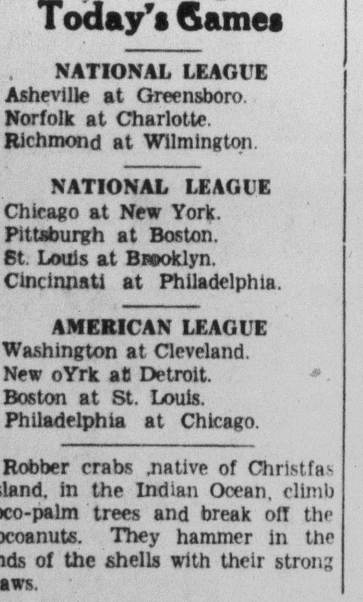 Today's Games
NATIONAL LEAGUE
Asheville at Greensboro.
Norfolk at Charlotte.
Richmond at Wilmington.
NATIONAL LEAGUE
Chicago at New York.
Pittsburgh at Boston.
St. Louis at Brooklyn.
Cincinnati at Philadelphia.
AMERICAN LEAGUE
Washington at Cleveland.
New oYrk at Detroit.
Boston at St. Louis.
Philadelphia at Chicago.
Robber crabs ,native of Christfas
sland, in the Indian Ocean, climb
oco-palm trees and break off the
ocoanuts. They hammer in the
nds of the shells with their strong
aws.